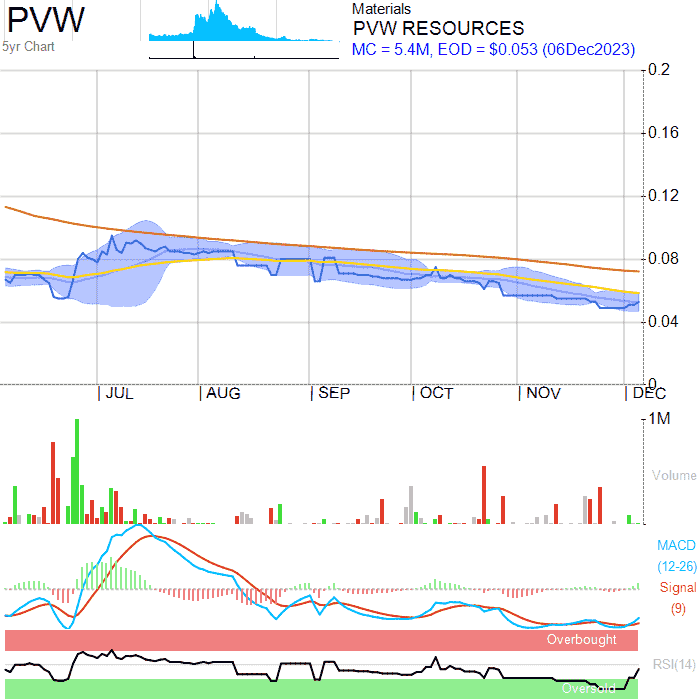 PVW
5yr Chart
Materials
PVW RESOURCES
MC = 5.4M, EOD = $0.053 (06Dec2023)
0.2
0.16
0.12
0.08
0.04
0
JUL AUG SEP OCT NOV DEC
1M
Volume
MACD
(12-26)
Signal
(9)
Overbought
RSI(14)
Oversold